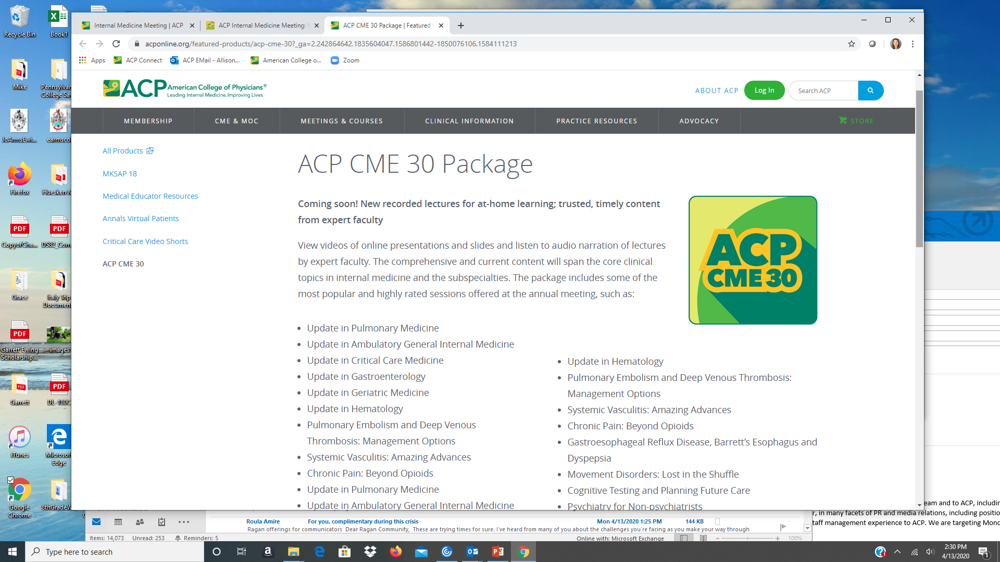 Recycle Bin
Book1
Mike
Pennsylvan
College Sav
JoArmsEwi...
earmscol
Firefox
Huesken M
PDF
PDF
CopyofCha...
DS82_Com
Grace
Italy Trip
Document
PDF
Garrett Ewing
Scholarship...
images
PDF
Garrett
DL-180C
iTunes
Microsoft
Edge
Google
Chrome
8thGradeW
Internal Medicine Meeting | ACP
ACP Internal Medicine Meeting:
ACP CME 30 Package | Featured
acponline.org/featured-products/acp-cme-30?_ga=2.242864642.1835604047.1586801442-1850076106.1584111213
Apps
ACP Connect
ACP EMail - Allison...
American College o...
Zoom
ACP American College of Physicians®
Leading Internal Medicine, Improving Lives
ABOUT ACP
Log In
Search ACP
MEMBERSHIP
CME & MOC
MEETINGS & COURSES
CLINICAL INFORMATION
PRACTICE RESOURCES
ADVOCACY
STORE
All Products
MKSAP 18
Medical Educator Resources
Annals Virtual Patients
Critical Care Video Shorts
ACP CME 30
ACP CME 30 Package
Coming soon! New recorded lectures for at-home learning; trusted, timely content
from expert faculty
View videos of online presentations and slides and listen to audio narration of lectures
by expert faculty. The comprehensive and current content will span the core clinical
topics in internal medicine and the subspecialties. The package includes some of the
most popular and highly rated sessions offered at the annual meeting, such as:
ACP
CME 30
• Update in Pulmonary Medicine
• Update in Ambulatory General Internal Medicine
• Update in Critical Care Medicine
• Update in Gastroenterology
• Update in Geriatric Medicine
• Update in Hematology
• Pulmonary Embolism and Deep Venous
Thrombosis: Management Options
• Systemic Vasculitis: Amazing Advances
• Chronic Pain: Beyond Opioids
• Update in Pulmonary Medicine
• Update in Ambulatory General Internal Medicine
• Update in Hematology
• Pulmonary Embolism and Deep Venous Thrombosis:
Management Options
• Systemic Vasculitis: Amazing Advances
• Chronic Pain: Beyond Opioids
• Gastroesophageal Reflux Disease, Barrett’s Esophagus and
Dyspepsia
• Movement Disorders: Lost in the Shuffle
• Cognitive Testing and Planning Future Care
• Psychiatry for Non-psychiatrists
eam and to ACP, includin
r, in many facets of PR and media relations, including positio
taff management experience to ACP. We are targeting Mond
Roula Amire
For you, complimentary during this crisis
Mon 4/13/2020 1:25 PM
144 KB
Ragan offerings for communicators Dear Ragan Community, These are trying times for sure. I've heard from many of you about the challenges you're facing as you make your way through
Items: 14,073
Unread: 253
Reminders: 5
Online with: Microsoft Exchange
100%
Type here to search
2:30 PM
4/13/2020
1